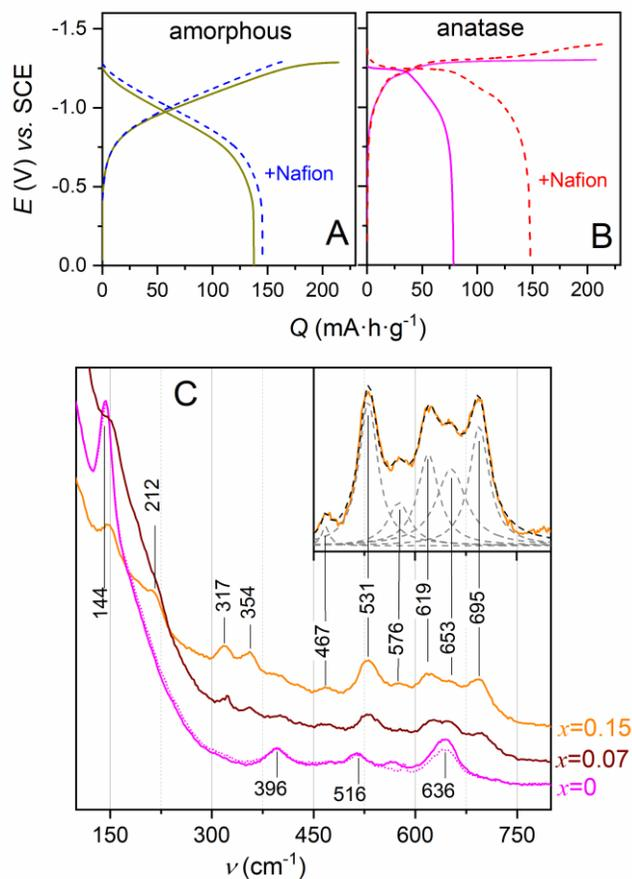 amorphous
anatase
-1.5
-1.0
-0.5
0.0
E (V) vs. SCE
+Nafion
+Nafion
A
B
0 50 100 150 200
0 50 100 150 200
Q (mA·h·g⁻¹)
C
144
212
317
354
467
531
576
619
653
695
396
516
636
x=0.15
x=0.07
x=0
150 300 450 600 750
ν (cm⁻¹)